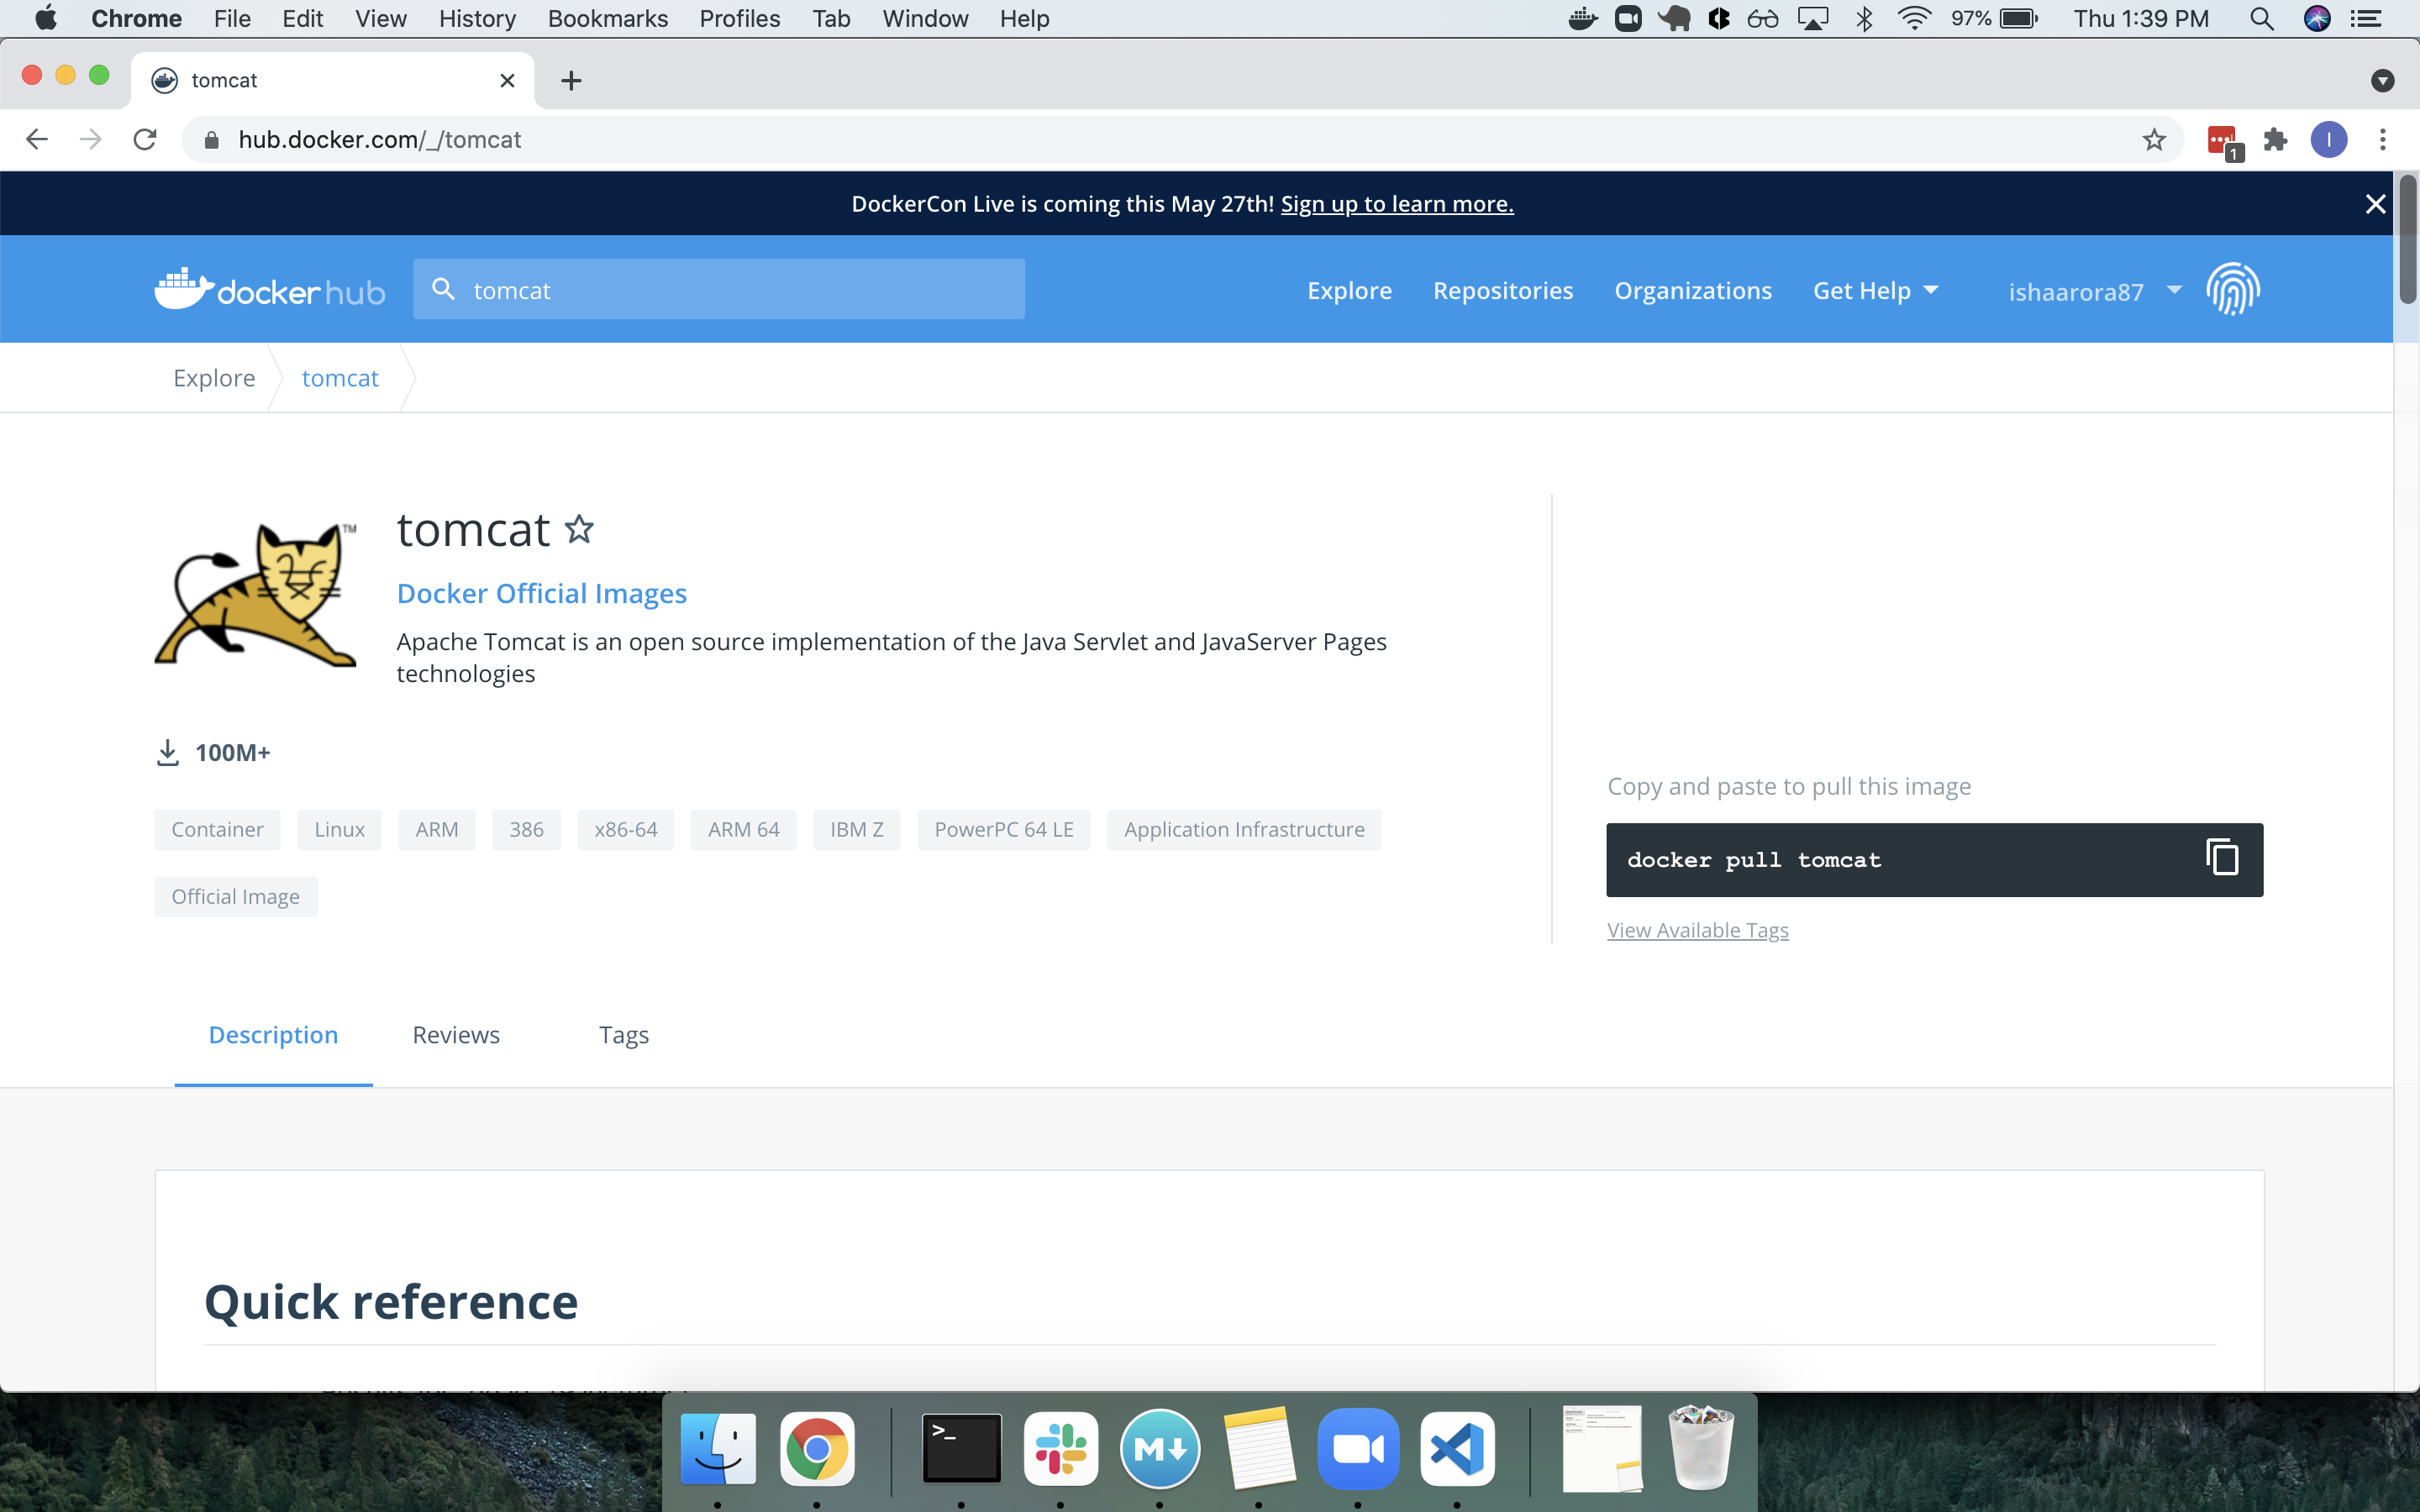 Chrome File Edit View History Bookmarks Profiles Tab Window Help 97% Thu 1:39 PM
tomcat
hub.docker.com/_/tomcat
1
I
DockerCon Live is coming this May 27th! Sign up to learn more.
docker hub
tomcat
Explore Repositories Organizations Get Help ishaarora87
Explore tomcat
TM
tomcat
Docker Official Images
Apache Tomcat is an open source implementation of the Java Servlet and JavaServer Pages
technologies
100M+
Container Linux ARM 386 x86-64 ARM 64 IBM Z PowerPC 64 LE Application Infrastructure
Official Image
Copy and paste to pull this image
docker pull tomcat
View Available Tags
Description Reviews Tags
Quick reference
>_
M